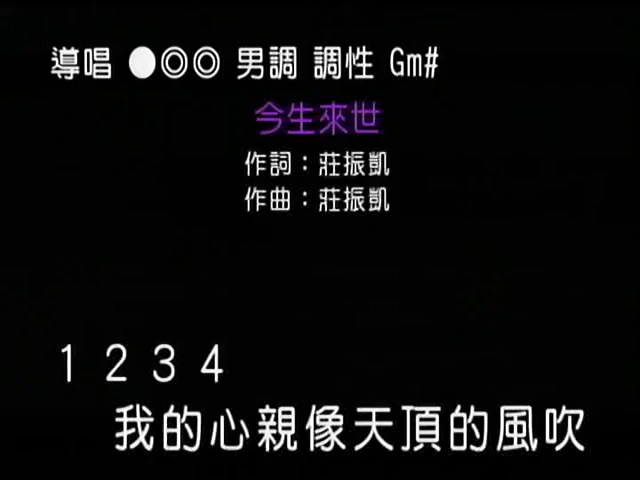 導唱 ●◎◎ 男調 調性 Gm#
今生來世
作詞：莊振凱
作曲：莊振凱
1 2 3 4
我的心親像天頂的風吹